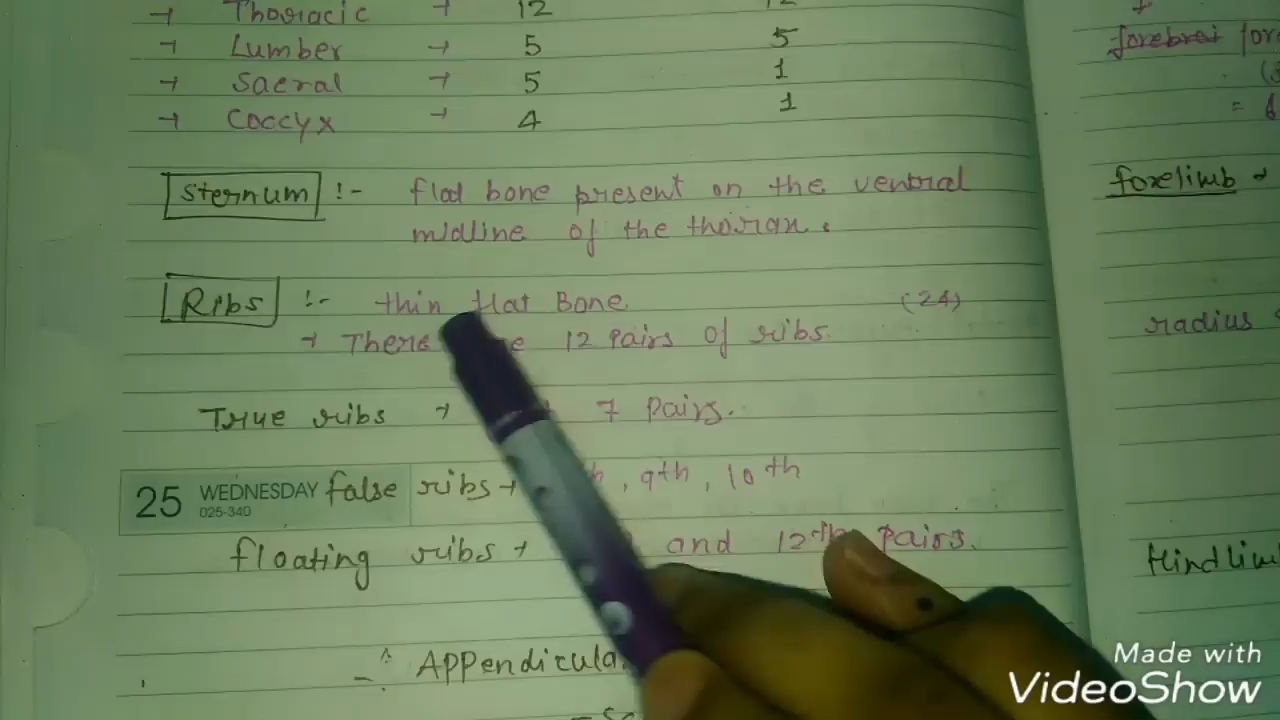 → Thoracic → 12 12
→ Lumber → 5 5
→ Sacral → 5 1
→ Coccyx → 4 1
Sternum :- flat bone present on the ventral
midline of the thorax.
Ribs :- thin flat Bone (24)
→ There 12 Pairs of ribs.
True ribs → 7 Pairs.
25 WEDNESDAY false ribs → , 9th, 10th
025-340
floating ribs → and 12th pairs.
Appendicula
forelimb →
radius
Hindlim
Made with
VideoShow